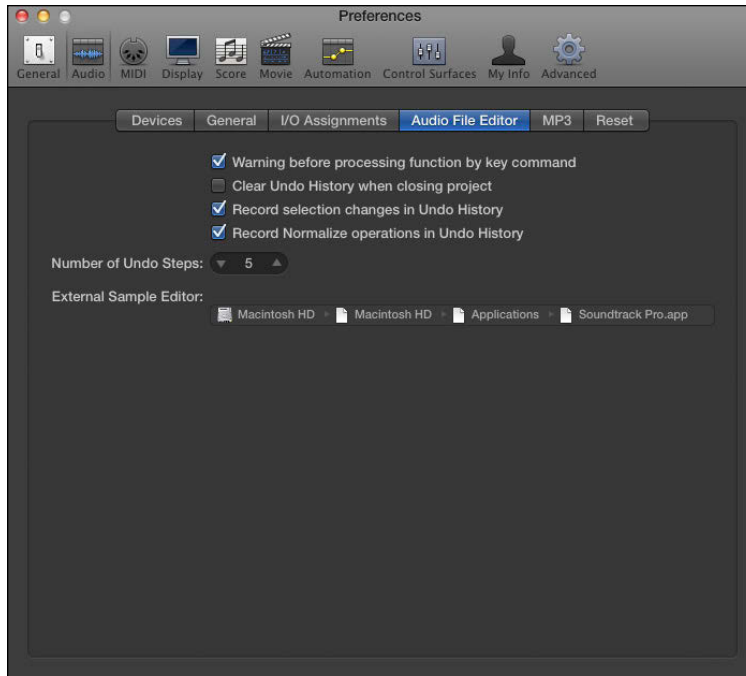 Preferences
General Audio MIDI Display Score Movie Automation Control Surfaces My Info Advanced
Devices General I/O Assignments Audio File Editor MP3 Reset
Warning before processing function by key command
Clear Undo History when closing project
Record selection changes in Undo History
Record Normalize operations in Undo History
Number of Undo Steps: 5
External Sample Editor:
Macintosh HD Macintosh HD Applications Soundtrack Pro.app